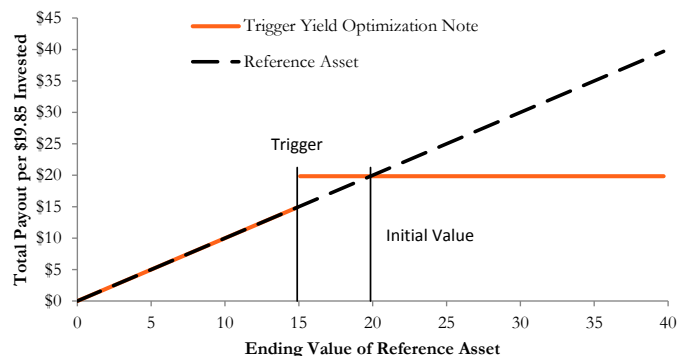 $45
$40
$35
$30
$25
$20
$15
$10
$5
$0
Total Payout per $19.85 Invested
Trigger Yield Optimization Note
Reference Asset
Trigger
Initial Value
0 5 10 15 20 25 30 35 40
Ending Value of Reference Asset